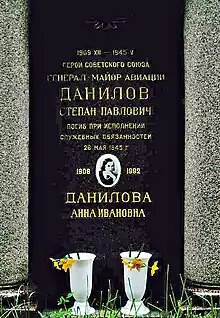 1909 XII — 1945 V
ГЕРОЙ СОВЕТСКОГО СОЮЗА
ГЕНЕРАЛ-МАЙОР АВИАЦИИ
ДАНИЛОВ
СТЕПАН ПАВЛОВИЧ
ПОГИБ ПРИ ИСПОЛНЕНИИ
СЛУЖЕБНЫХ ОБЯЗАННОСТЕЙ
26 МАЯ 1945 Г
1908 1992
ДАНИЛОВА
АННА ИВАНОВНА